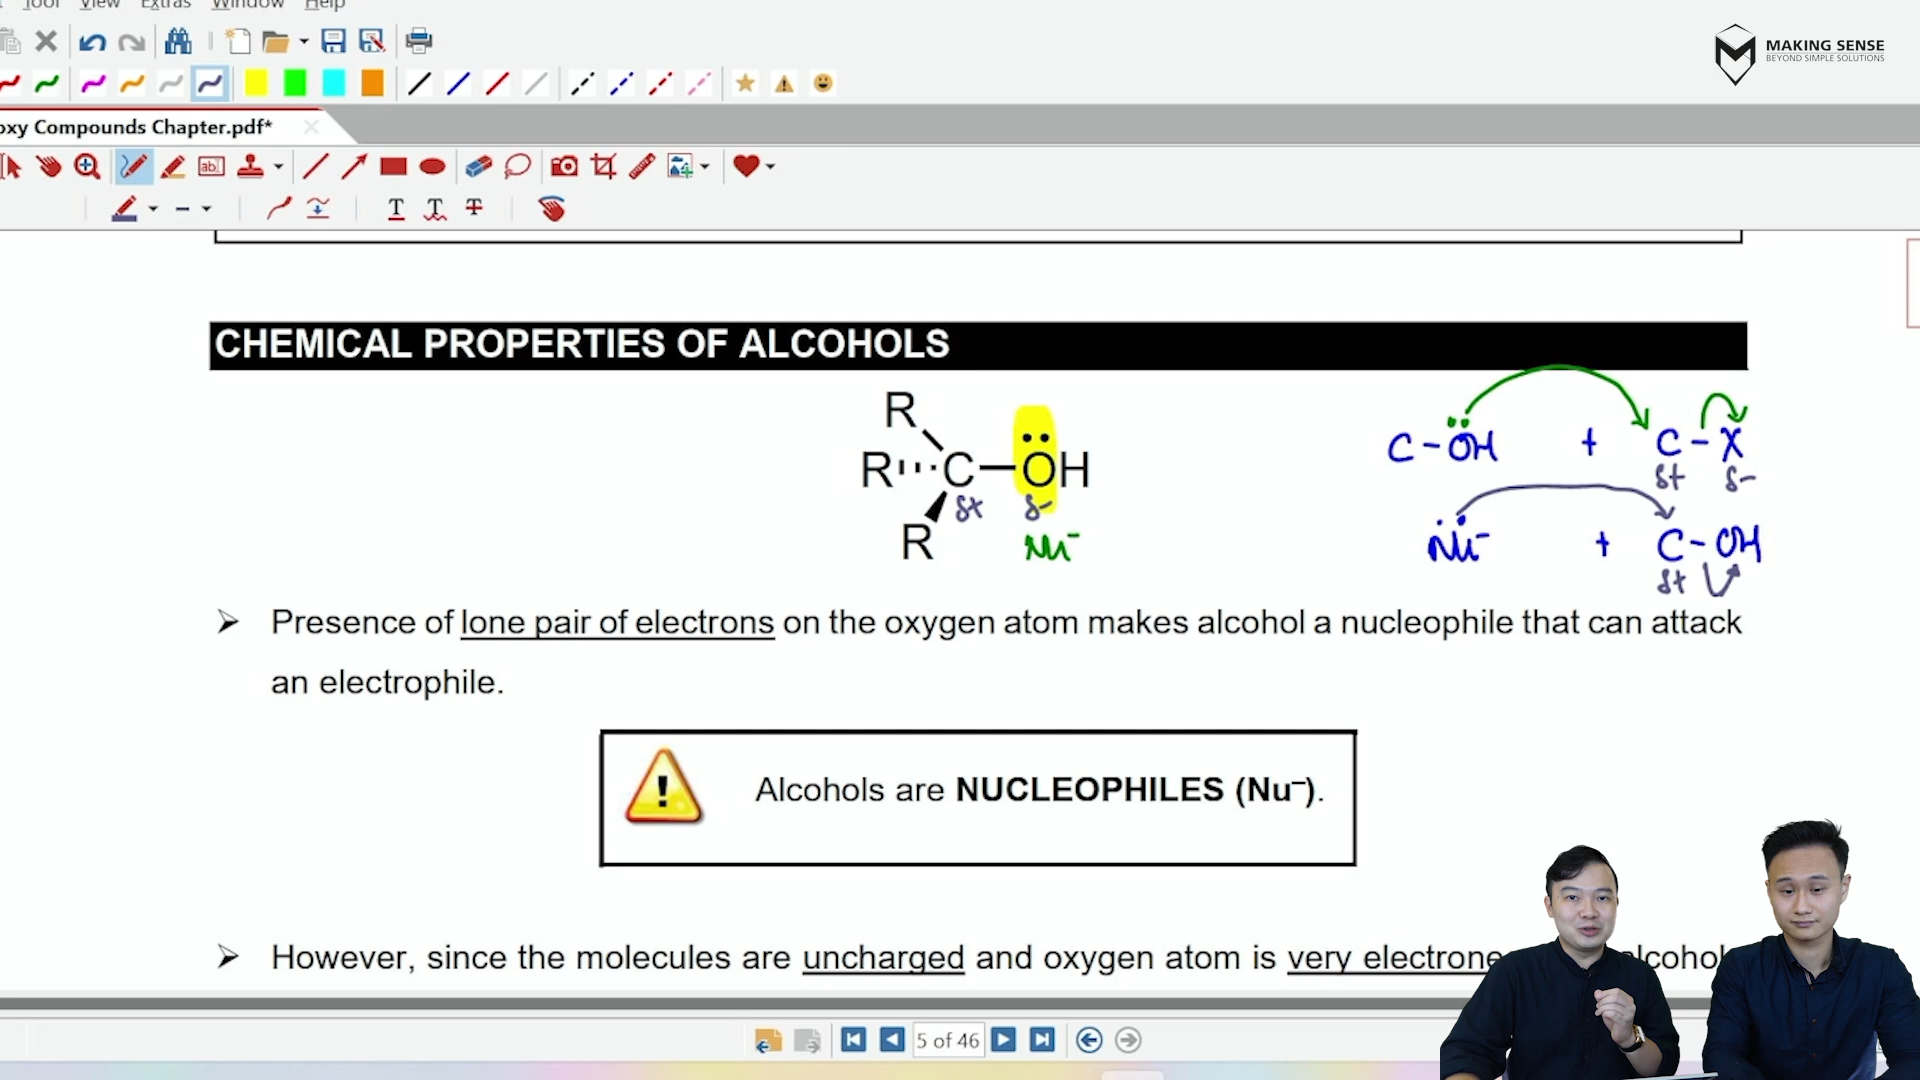 Tool View Extras Window Help
MAKING SENSE
BEYOND SIMPLE SOLUTIONS
oxy Compounds Chapter.pdf*
CHEMICAL PROPERTIES OF ALCOHOLS
R
R C OH
δ+ δ-
R Nu⁻
C - OH + C - X
δ+ δ-
Nu⁻ + C - OH
δ+
➢ Presence of lone pair of electrons on the oxygen atom makes alcohol a nucleophile that can attack
an electrophile.
! Alcohols are NUCLEOPHILES (Nu⁻).
➢ However, since the molecules are uncharged and oxygen atom is very electrone
5 of 46